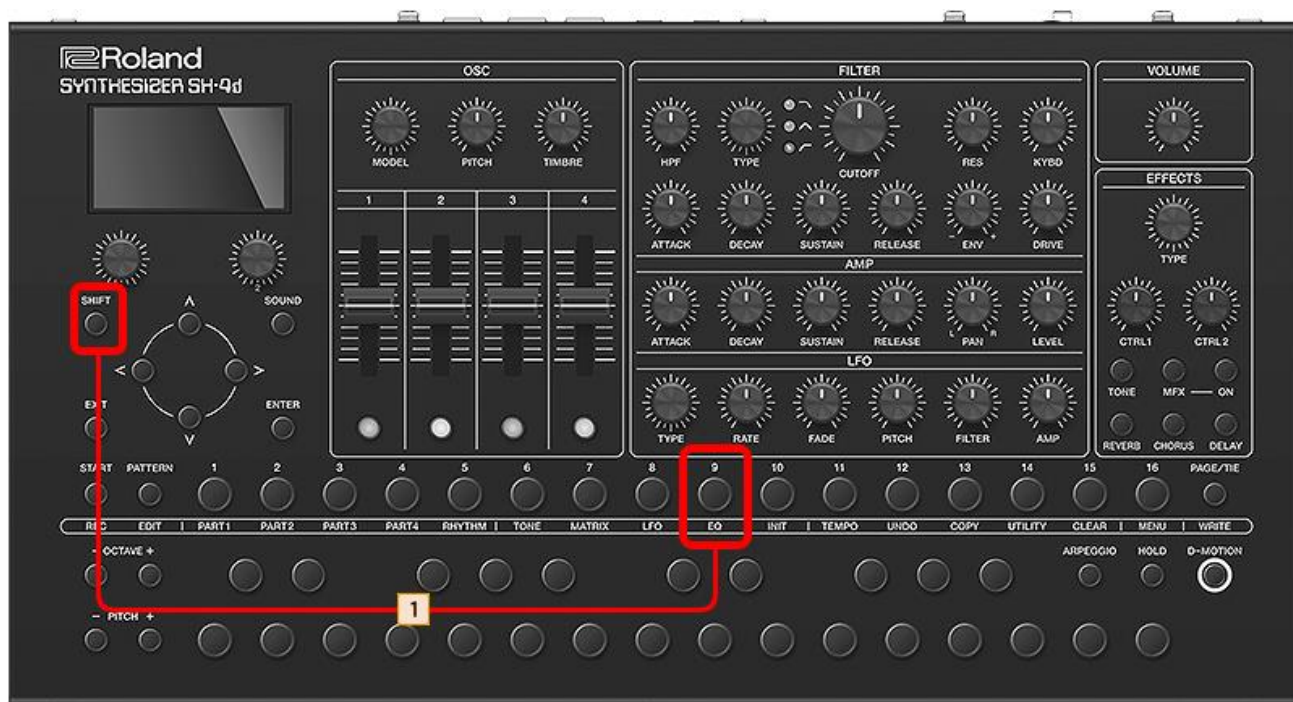 Roland
SYNTHESIZER SH-4d
OSC
MODEL PITCH TIMBRE
1 2 3 4
FILTER
HPF TYPE CUTOFF RES KYBD
ATTACK DECAY SUSTAIN RELEASE - ENV + DRIVE
AMP
ATTACK DECAY SUSTAIN RELEASE L PAN R LEVEL
LFO
TYPE RATE FADE PITCH FILTER AMP
VOLUME
EFFECTS
TYPE
CTRL1 CTRL2
TONE MFX ON
REVERB CHORUS DELAY
2
SHIFT SOUND
EXIT ENTER
START PATTERN 1 2 3 4 5 6 7 8 9 10 11 12 13 14 15 16 PAGE/TIE
REC EDIT PART1 PART2 PART3 PART4 RHYTHM TONE MATRIX LFO EQ INIT TEMPO UNDO COPY UTILITY CLEAR MENU WRITE
- OCTAVE + ARPEGGIO HOLD D-MOTION
1
- PITCH +